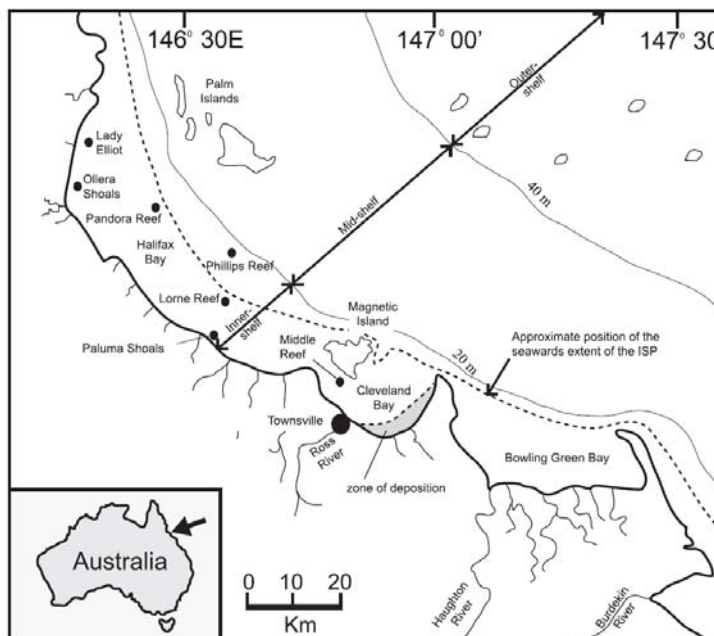 146° 30E
147° 00'
147° 30
Outer-
shelf
Palm
Islands
Lady
Elliot
Ollera
Shoals
40 m
Mid-shelf
Pandora Reef
Halifax
Bay
Phillips Reef
Lorne Reef
Inner-
shelf
Magnetic
Island
Paluma Shoals
Middle
Reef
20 m
Approximate position of the
seawards extent of the ISP
Cleveland
Bay
Townsville
Ross
River
Bowling Green Bay
zone of deposition
Australia
0 10 20
Km
Haughton
River
Burdekin
River